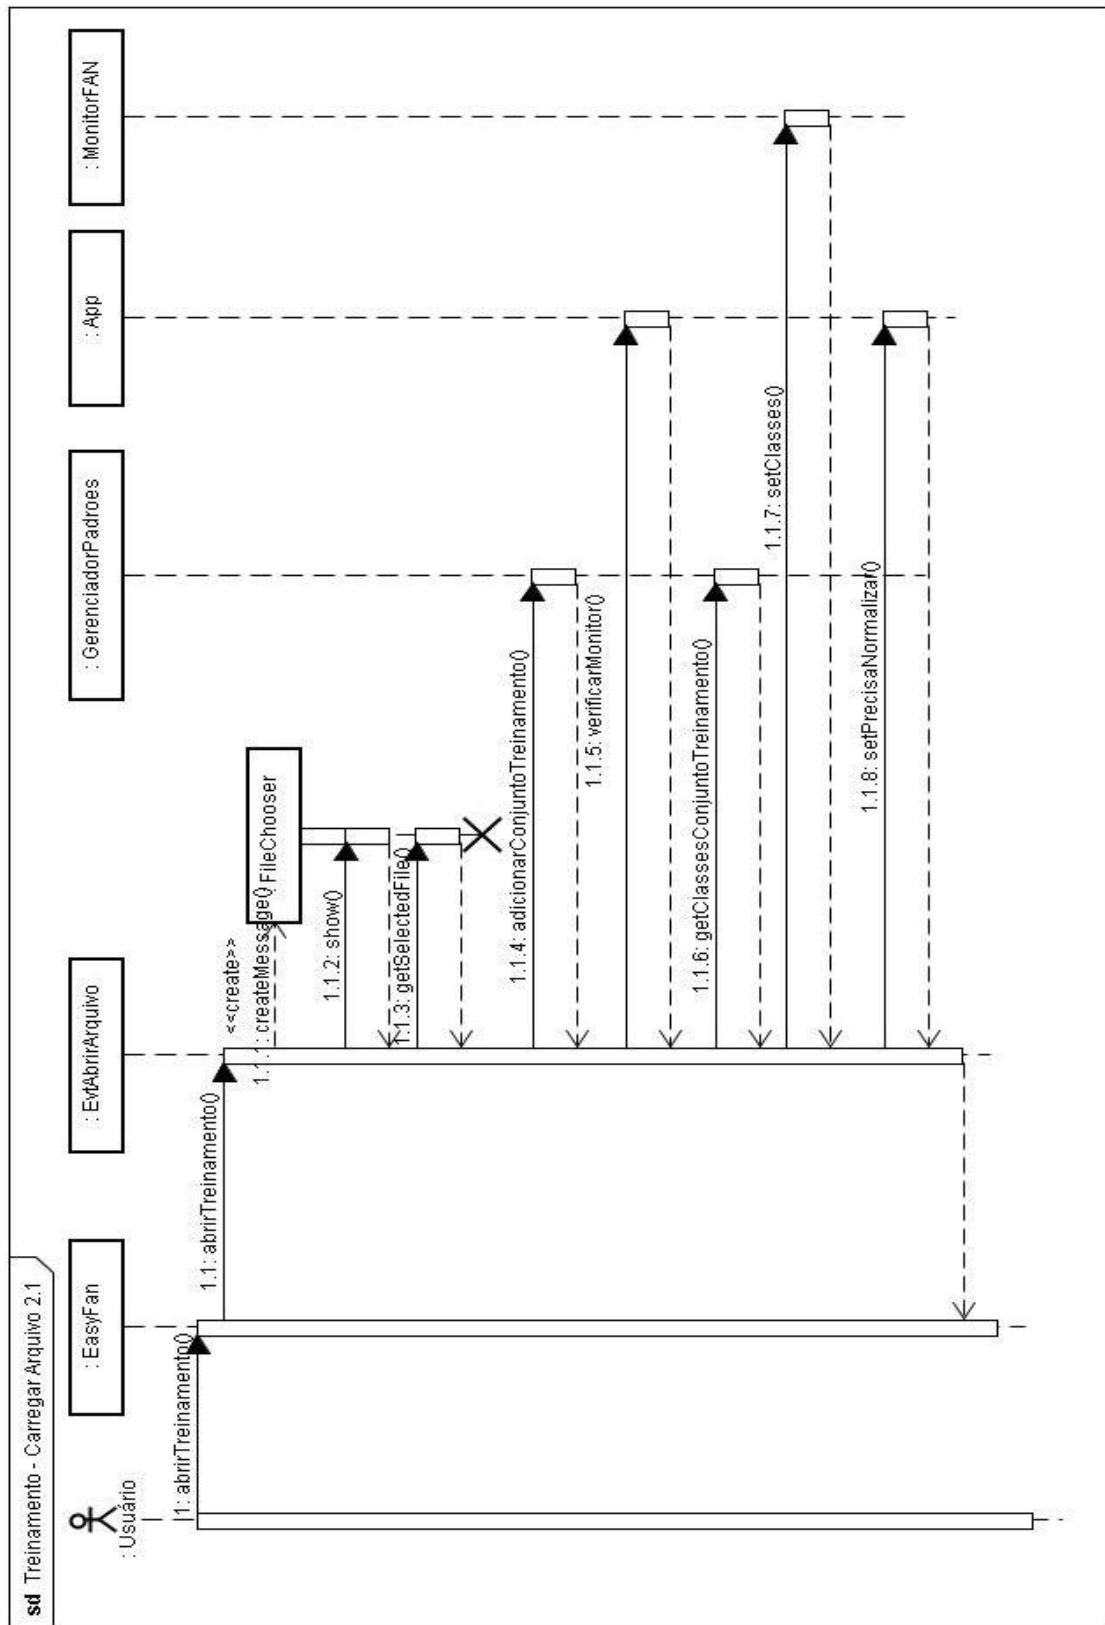 sd Treinamento - Carregar Arquivo 2.1
: Usuário
: EasyFan
: EvtAbrirArquivo
: GerenciadorPadroes
: App
: MonitorFAN
1: abrirTreinamento()
1.1: abrirTreinamento()
<<create>>
1.1.1: createMessage()
FileChooser
1.1.2: show()
1.1.3: getSelectedFile()
1.1.4: adicionarConjuntoTreinamento()
1.1.5: verificarMonitor()
1.1.6: getClassesConjuntoTreinamento()
1.1.7: setClasses()
1.1.8: setPrecisaNormalizar()